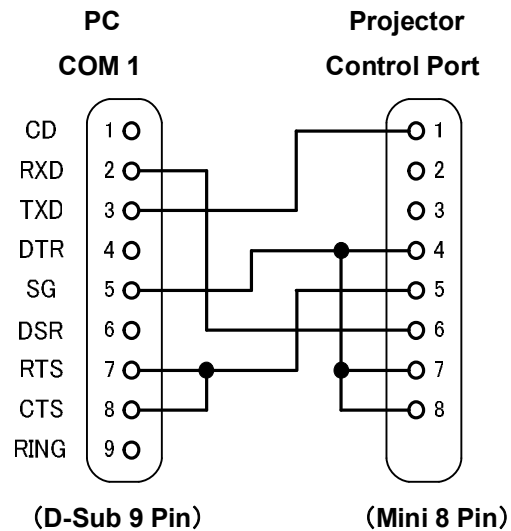 PC Projector
COM 1 Control Port
CD 1 1
RXD 2 2
TXD 3 3
DTR 4 4
SG 5 5
DSR 6 6
RTS 7 7
CTS 8 8
RING 9
（D-Sub 9 Pin） （Mini 8 Pin）